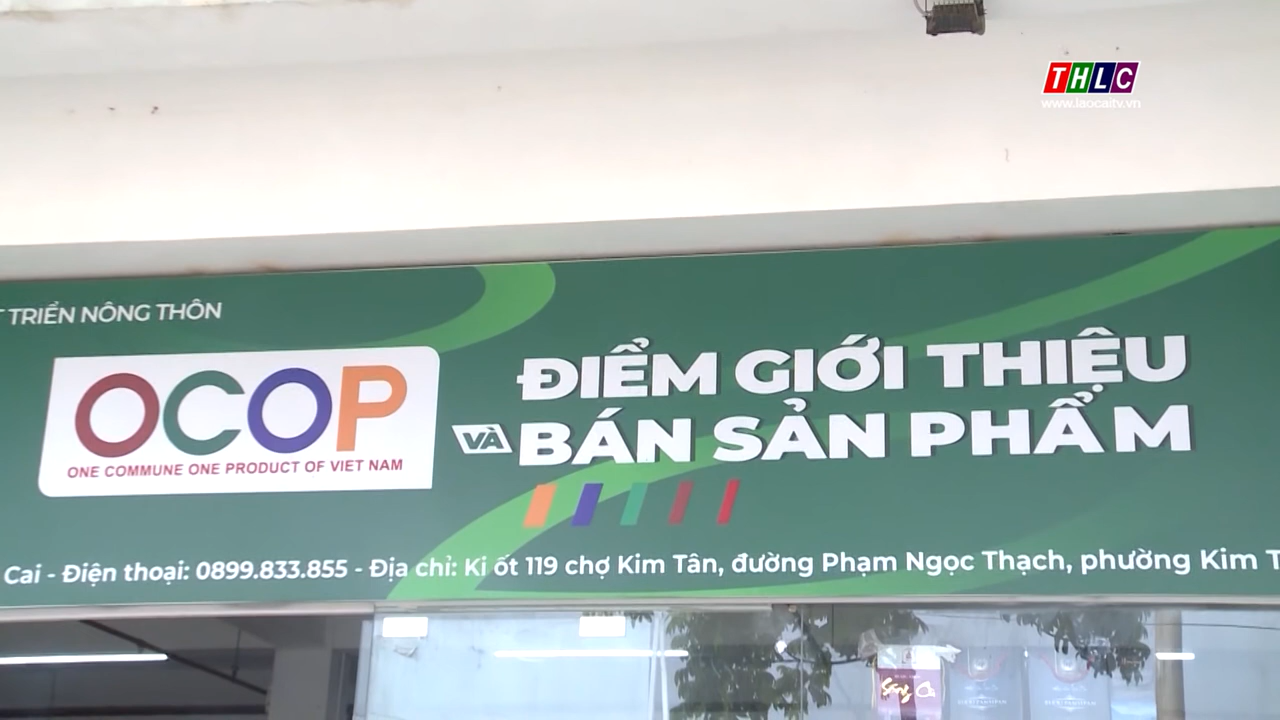 THLC
www.laocaitv.vn
TRIỂN NÔNG THÔN
OCOP
ONE COMMUNE ONE PRODUCT OF VIET NAM
ĐIỂM GIỚI THIỆU
VÀ BÁN SẢN PHẨM
Cai - Điện thoại: 0899.833.855 - Địa chỉ: Ki ốt 119 chợ Kim Tân, đường Phạm Ngọc Thạch, phường Kim T